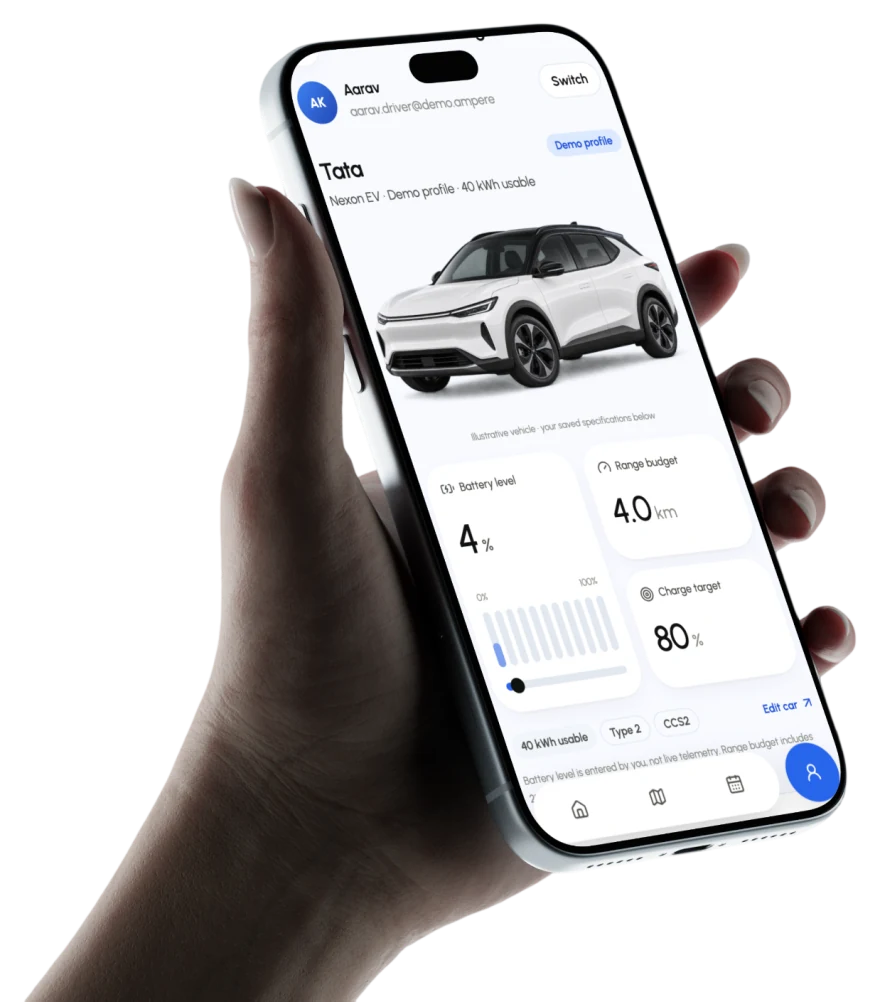 AK
Aarav
aarav.driver@demo.ampere
Switch
Demo profile
Tata
Nexon EV · Demo profile · 40 kWh usable
Illustrative vehicle · your saved specifications below
Battery level
4 %
0%
100%
Range budget
4.0 km
Charge target
80 %
40 kWh usable
Type 2
CCS2
Edit car
Battery level is entered by you, not live telemetry. Range budget includes